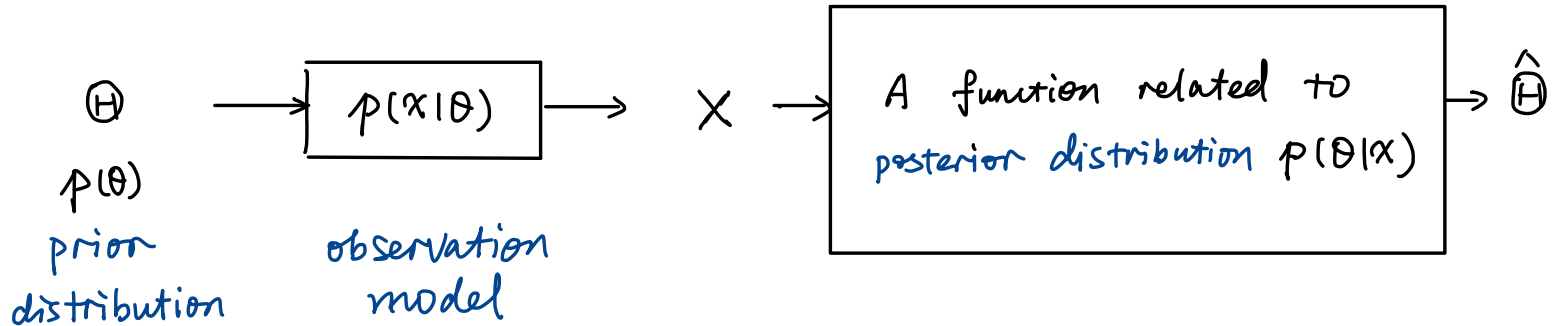 Θ
p(θ)
prior
distribution
p(x|θ)
observation
model
X
A function related to
posterior distribution p(θ|x)
Θ̂